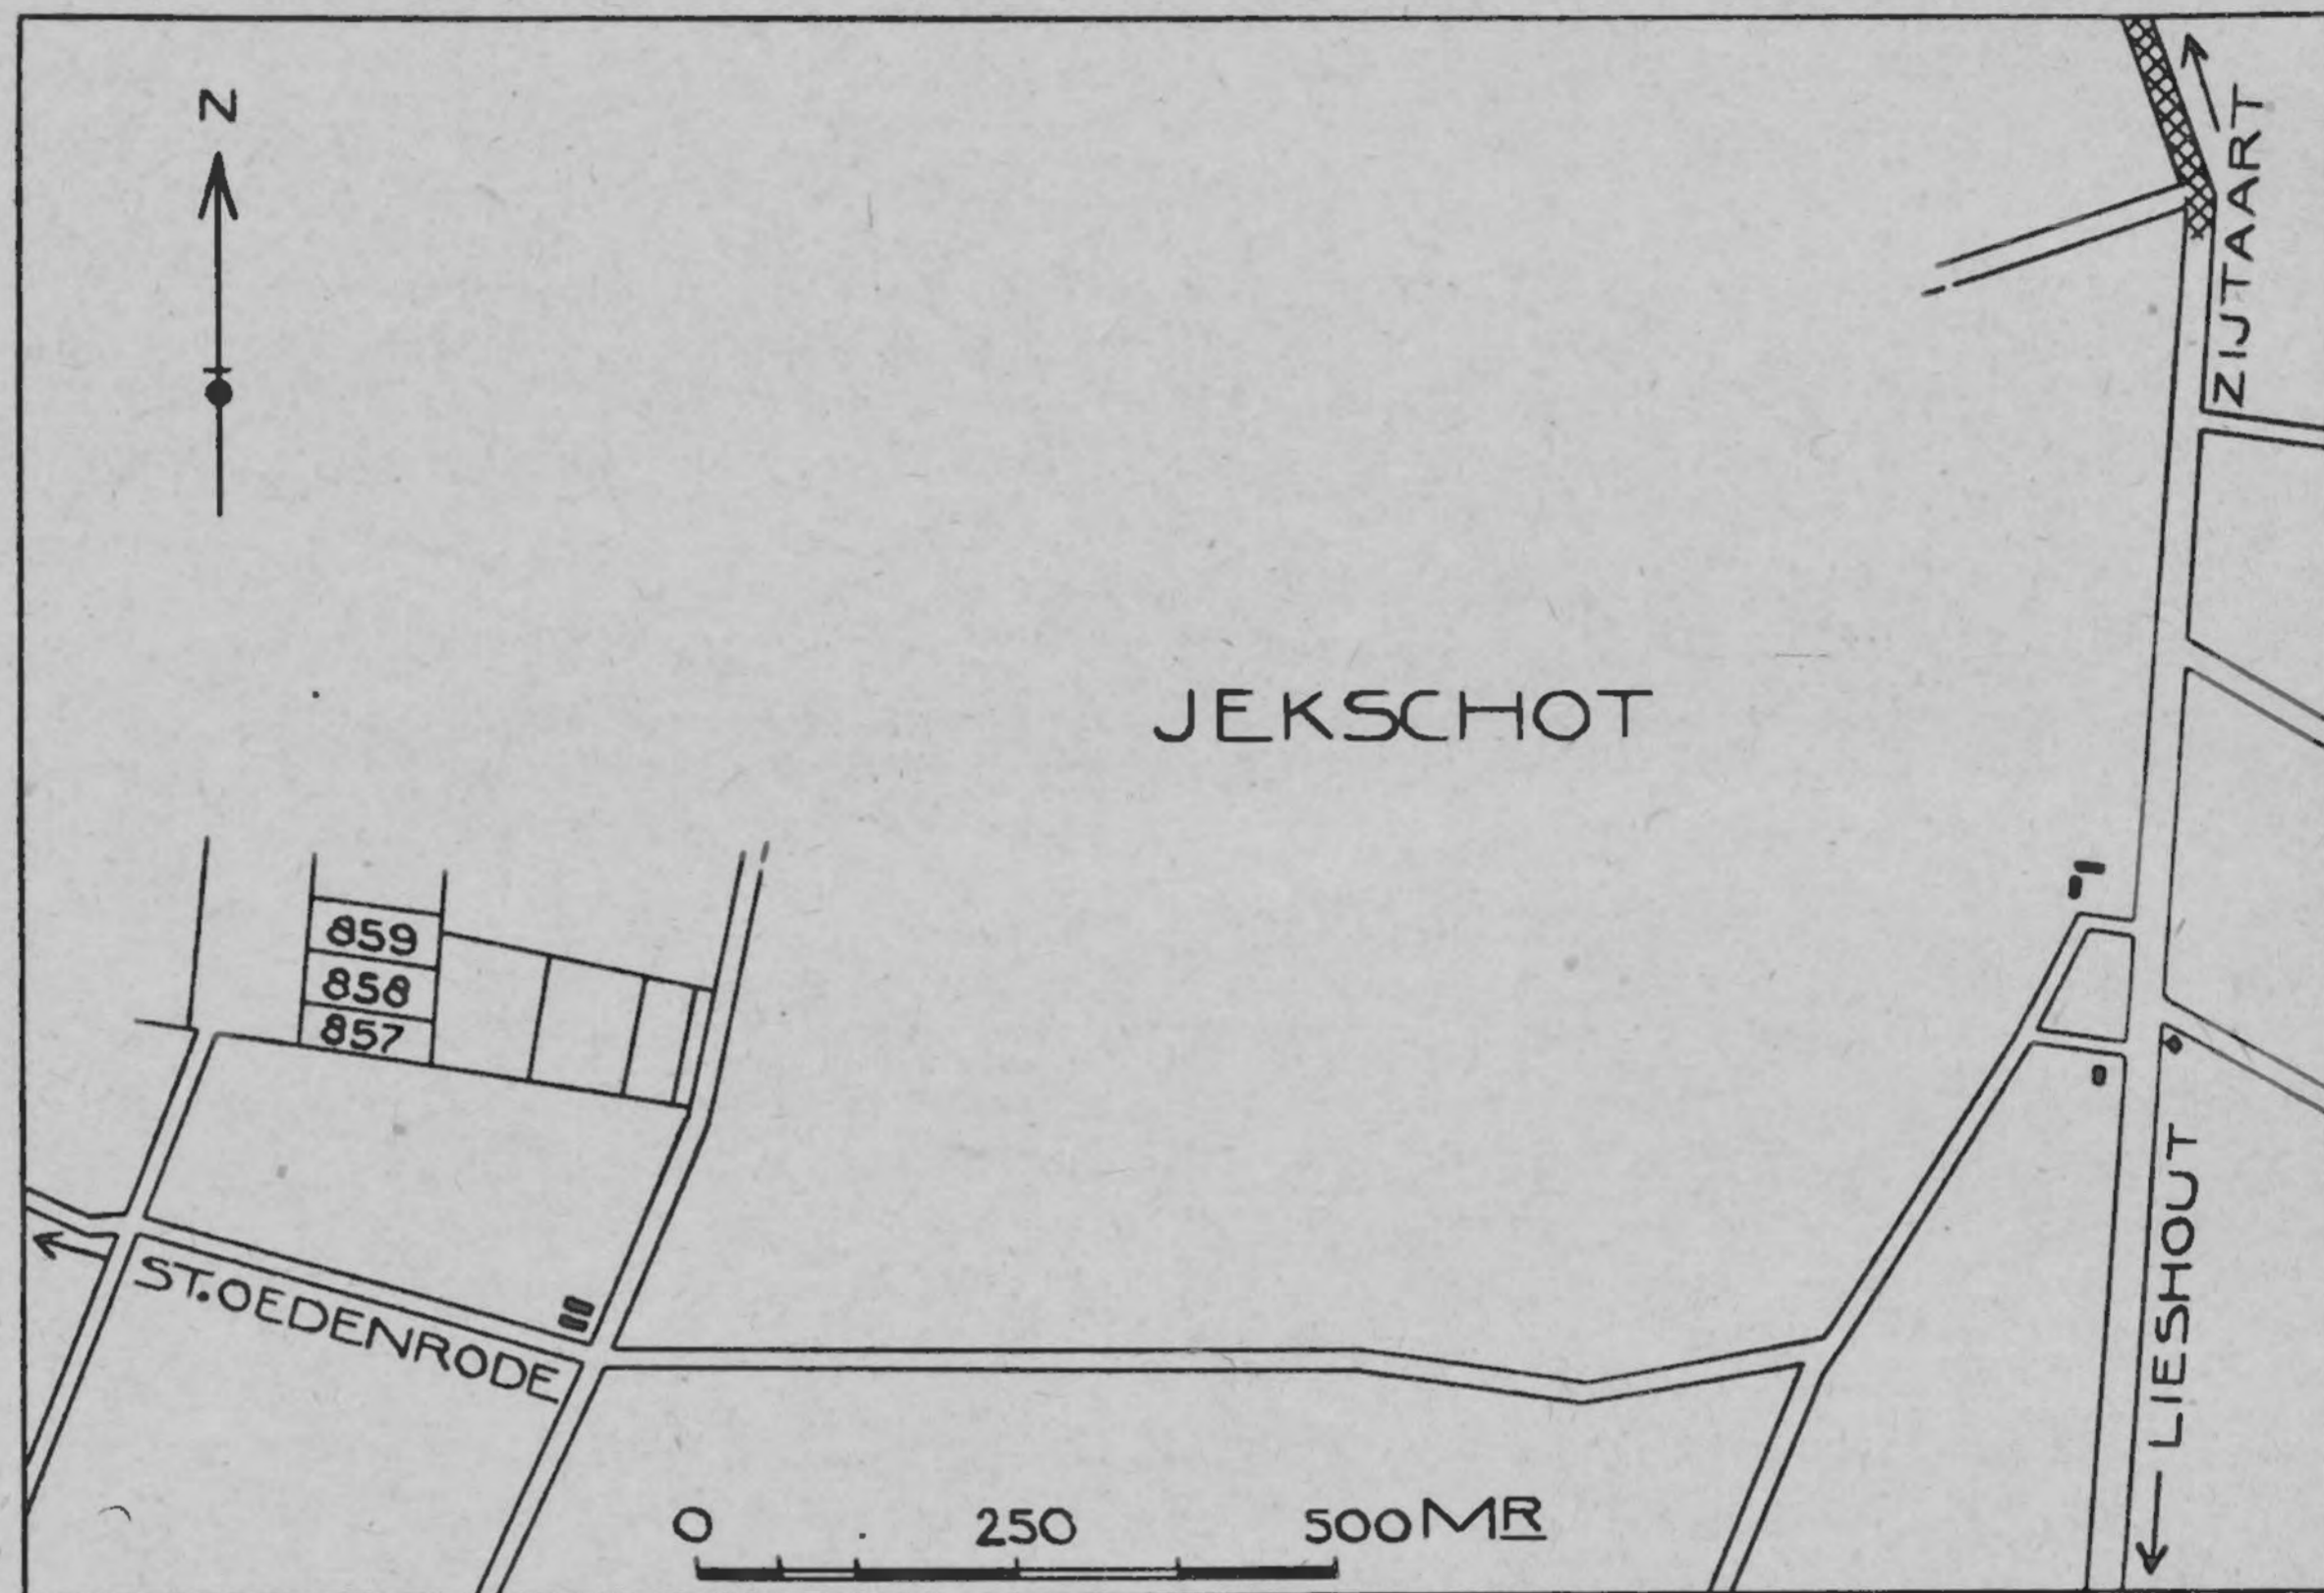 N
ZIJTAART
JEKSCHOT
859
858
857
ST.OEDENRODE
LIESHOUT
0 250 500 MR